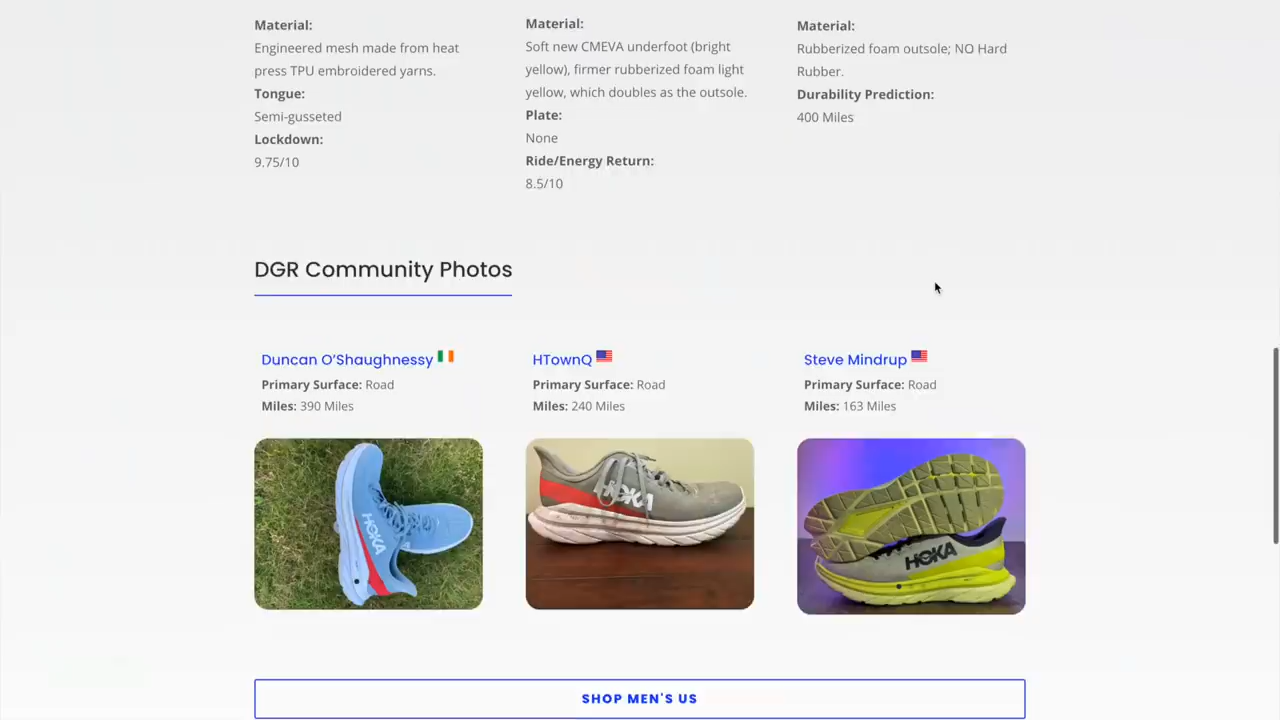 Material:
Engineered mesh made from heat
press TPU embroidered yarns.
Tongue:
Semi-gusseted
Lockdown:
9.75/10
Material:
Soft new CMEVA underfoot (bright
yellow), firmer rubberized foam light
yellow, which doubles as the outsole.
Plate:
None
Ride/Energy Return:
8.5/10
Material:
Rubberized foam outsole; NO Hard
Rubber.
Durability Prediction:
400 Miles
DGR Community Photos
Duncan O'Shaughnessy
Primary Surface: Road
Miles: 390 Miles
HOKA
HTownQ
Primary Surface: Road
Miles: 240 Miles
HOKA
Steve Mindrup
Primary Surface: Road
Miles: 163 Miles
HOKA
SHOP MEN'S US